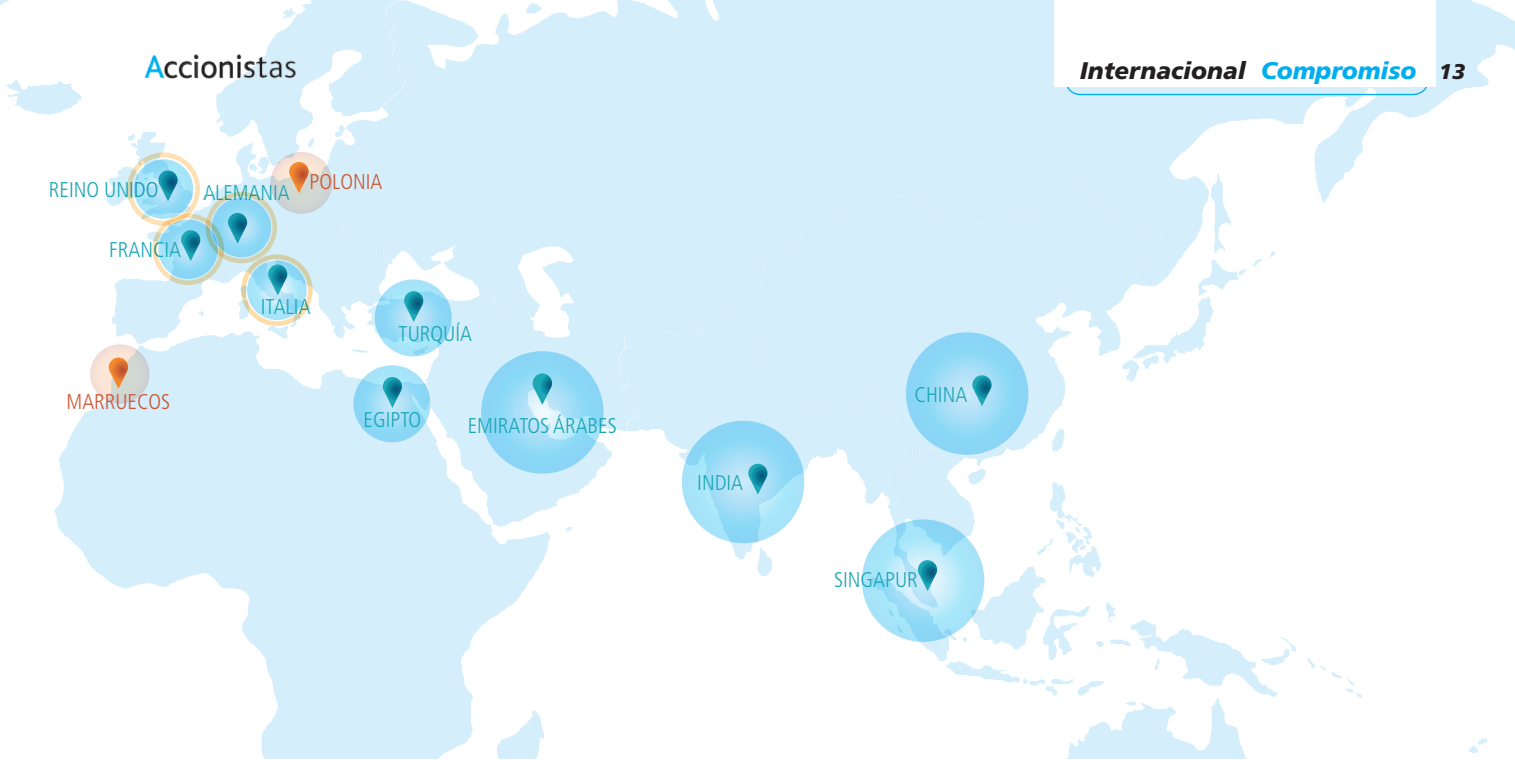 Accionistas
Internacional Compromiso 13
REINO UNIDO
ALEMANIA
POLONIA
FRANCIA
ITALIA
TURQUÍA
MARRUECOS
EGIPTO
EMIRATOS ÁRABES
CHINA
INDIA
SINGAPUR